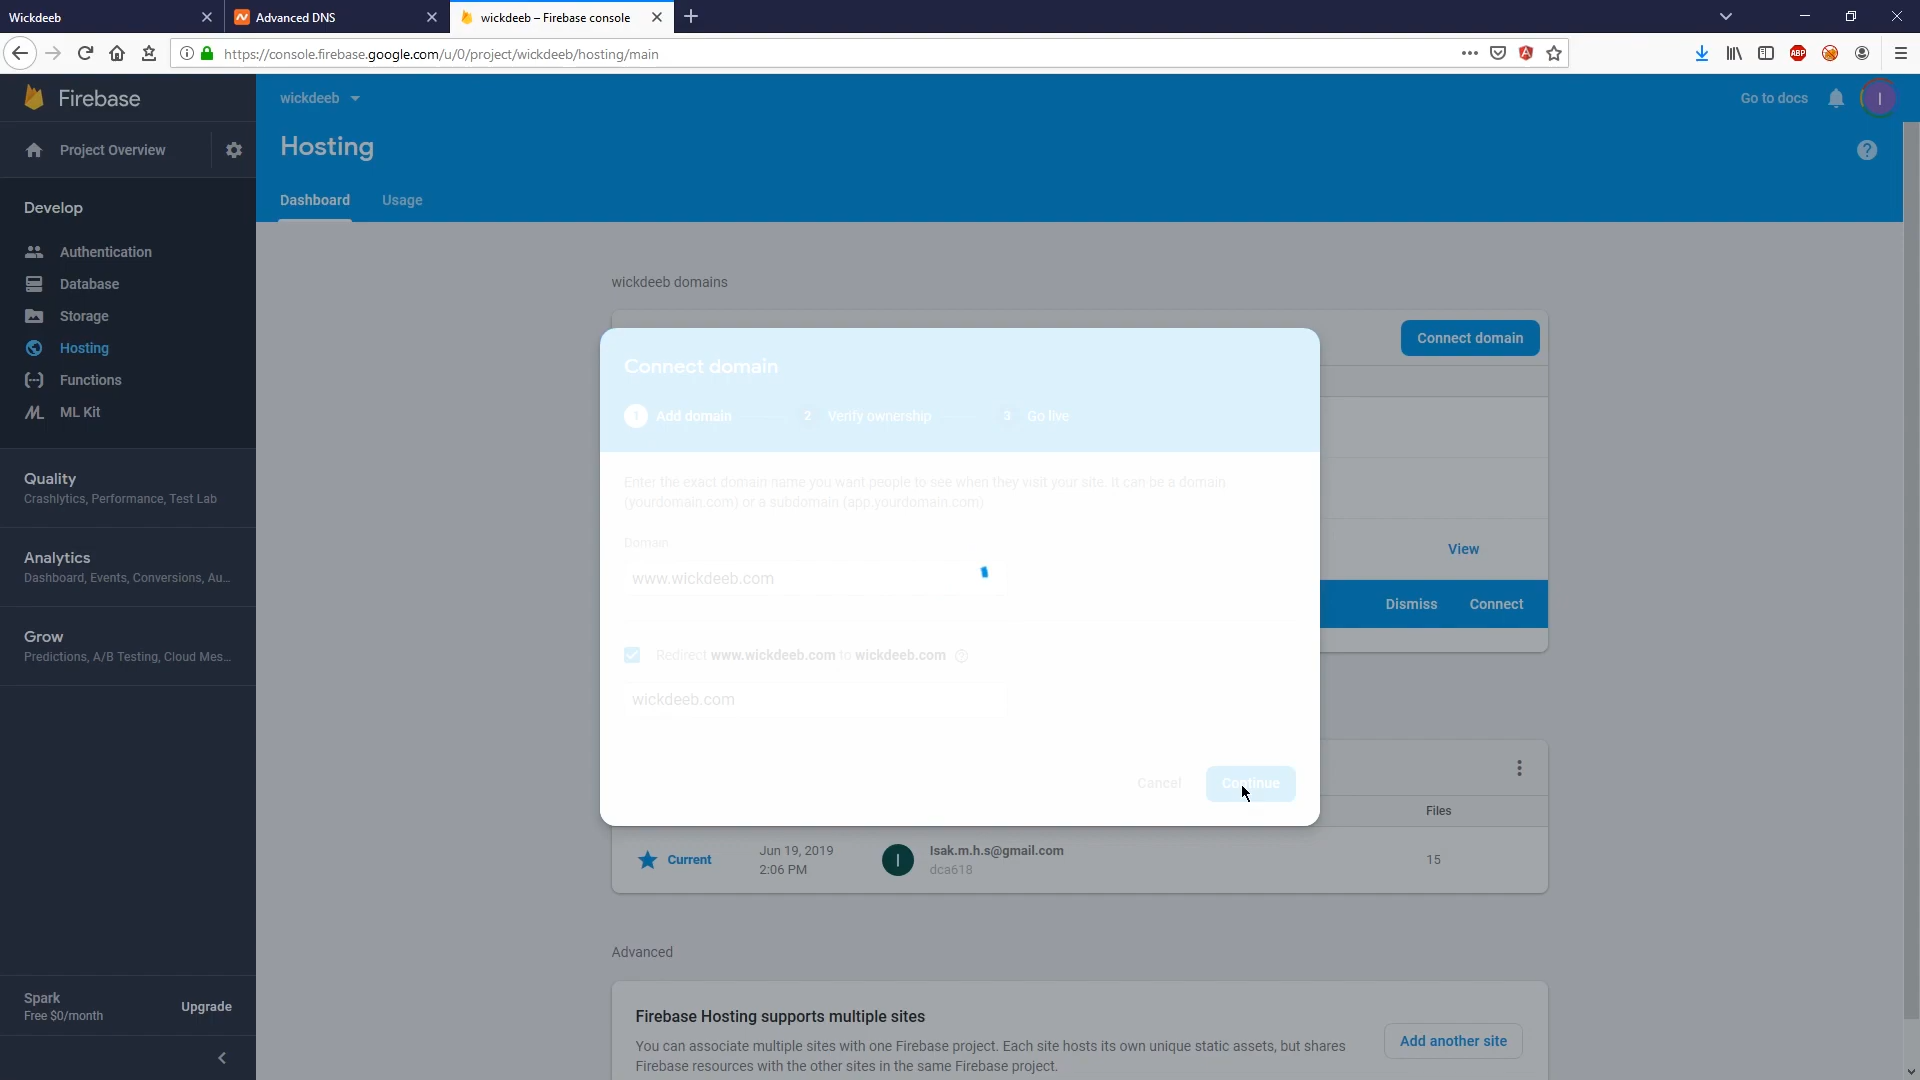 Wickdeeb
Advanced DNS
wickdeeb – Firebase console
https://console.firebase.google.com/u/0/project/wickdeeb/hosting/main
ABP
Firebase
wickdeeb
Go to docs
I
Project Overview
Hosting
?
Dashboard
Usage
Develop
Authentication
Database
Storage
Hosting
Functions
ML Kit
Quality
Crashlytics, Performance, Test Lab
Analytics
Dashboard, Events, Conversions, Au...
Grow
Predictions, A/B Testing, Cloud Mes...
Spark
Free $0/month
Upgrade
wickdeeb domains
Connect domain
Connect domain
1 Add domain
2 Verify ownership
3 Go live
Enter the exact domain name you want people to see when they visit your site. It can be a domain
(yourdomain.com) or a subdomain (app.yourdomain.com)
Domain
www.wickdeeb.com
Redirect www.wickdeeb.com to wickdeeb.com ?
wickdeeb.com
Cancel
Continue
View
Dismiss
Connect
Files
Current
Jun 19, 2019
2:06 PM
I
Isak.m.h.s@gmail.com
dca618
15
Advanced
Firebase Hosting supports multiple sites
You can associate multiple sites with one Firebase project. Each site hosts its own unique static assets, but shares
Firebase resources with the other sites in the same Firebase project.
Add another site